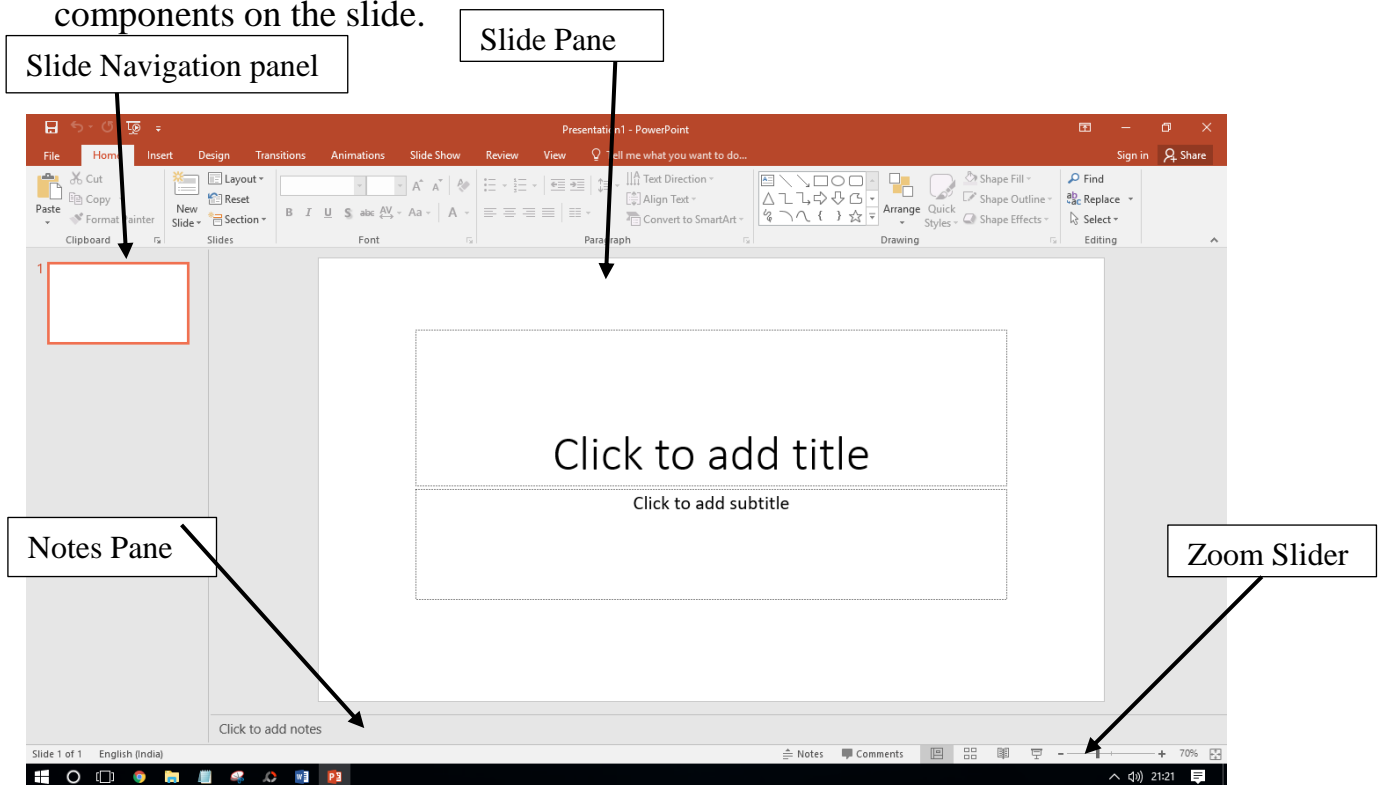 components on the slide.
Slide Navigation panel
Slide Pane
Presentation1 - PowerPoint
File Home Insert Design Transitions Animations Slide Show Review View Tell me what you want to do... Sign in Share
Paste
Cut
Copy
Format Painter
Clipboard
New Slide
Layout
Reset
Section
Slides
B I U S abc AV Aa A
A A
Font
Text Direction
Align Text
Convert to SmartArt
Paragraph
Arrange
Quick Styles
Shape Fill
Shape Outline
Shape Effects
Drawing
Find
Replace
Select
Editing
1
Click to add title
Click to add subtitle
Notes Pane
Zoom Slider
Click to add notes
Slide 1 of 1 English (India) Notes Comments 70%
21:21